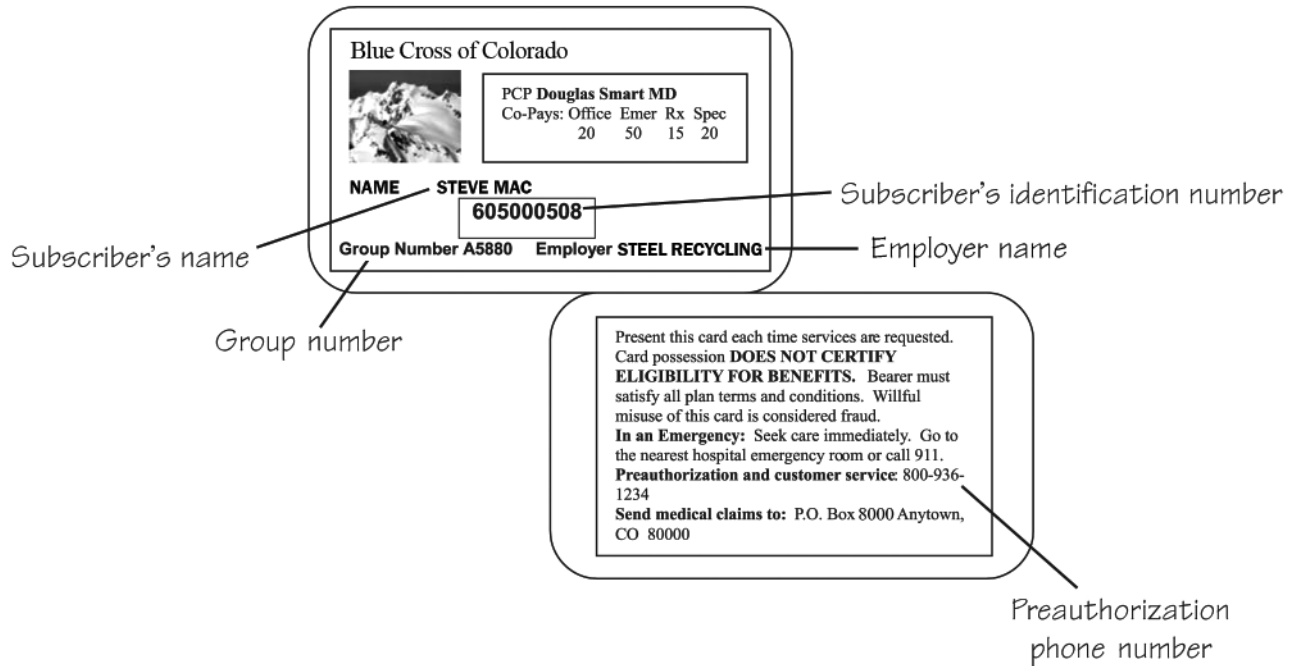 Blue Cross of Colorado
PCP Douglas Smart MD
Co-Pays: Office Emer Rx Spec
20 50 15 20
NAME STEVE MAC
605000508
Group Number A5880 Employer STEEL RECYCLING
Subscriber's name
Group number
Subscriber's identification number
Employer name
Present this card each time services are requested.
Card possession DOES NOT CERTIFY
ELIGIBILITY FOR BENEFITS. Bearer must
satisfy all plan terms and conditions. Willful
misuse of this card is considered fraud.
In an Emergency: Seek care immediately. Go to
the nearest hospital emergency room or call 911.
Preauthorization and customer service: 800-936-
1234
Send medical claims to: P.O. Box 8000 Anytown,
CO 80000
Preauthorization
phone number